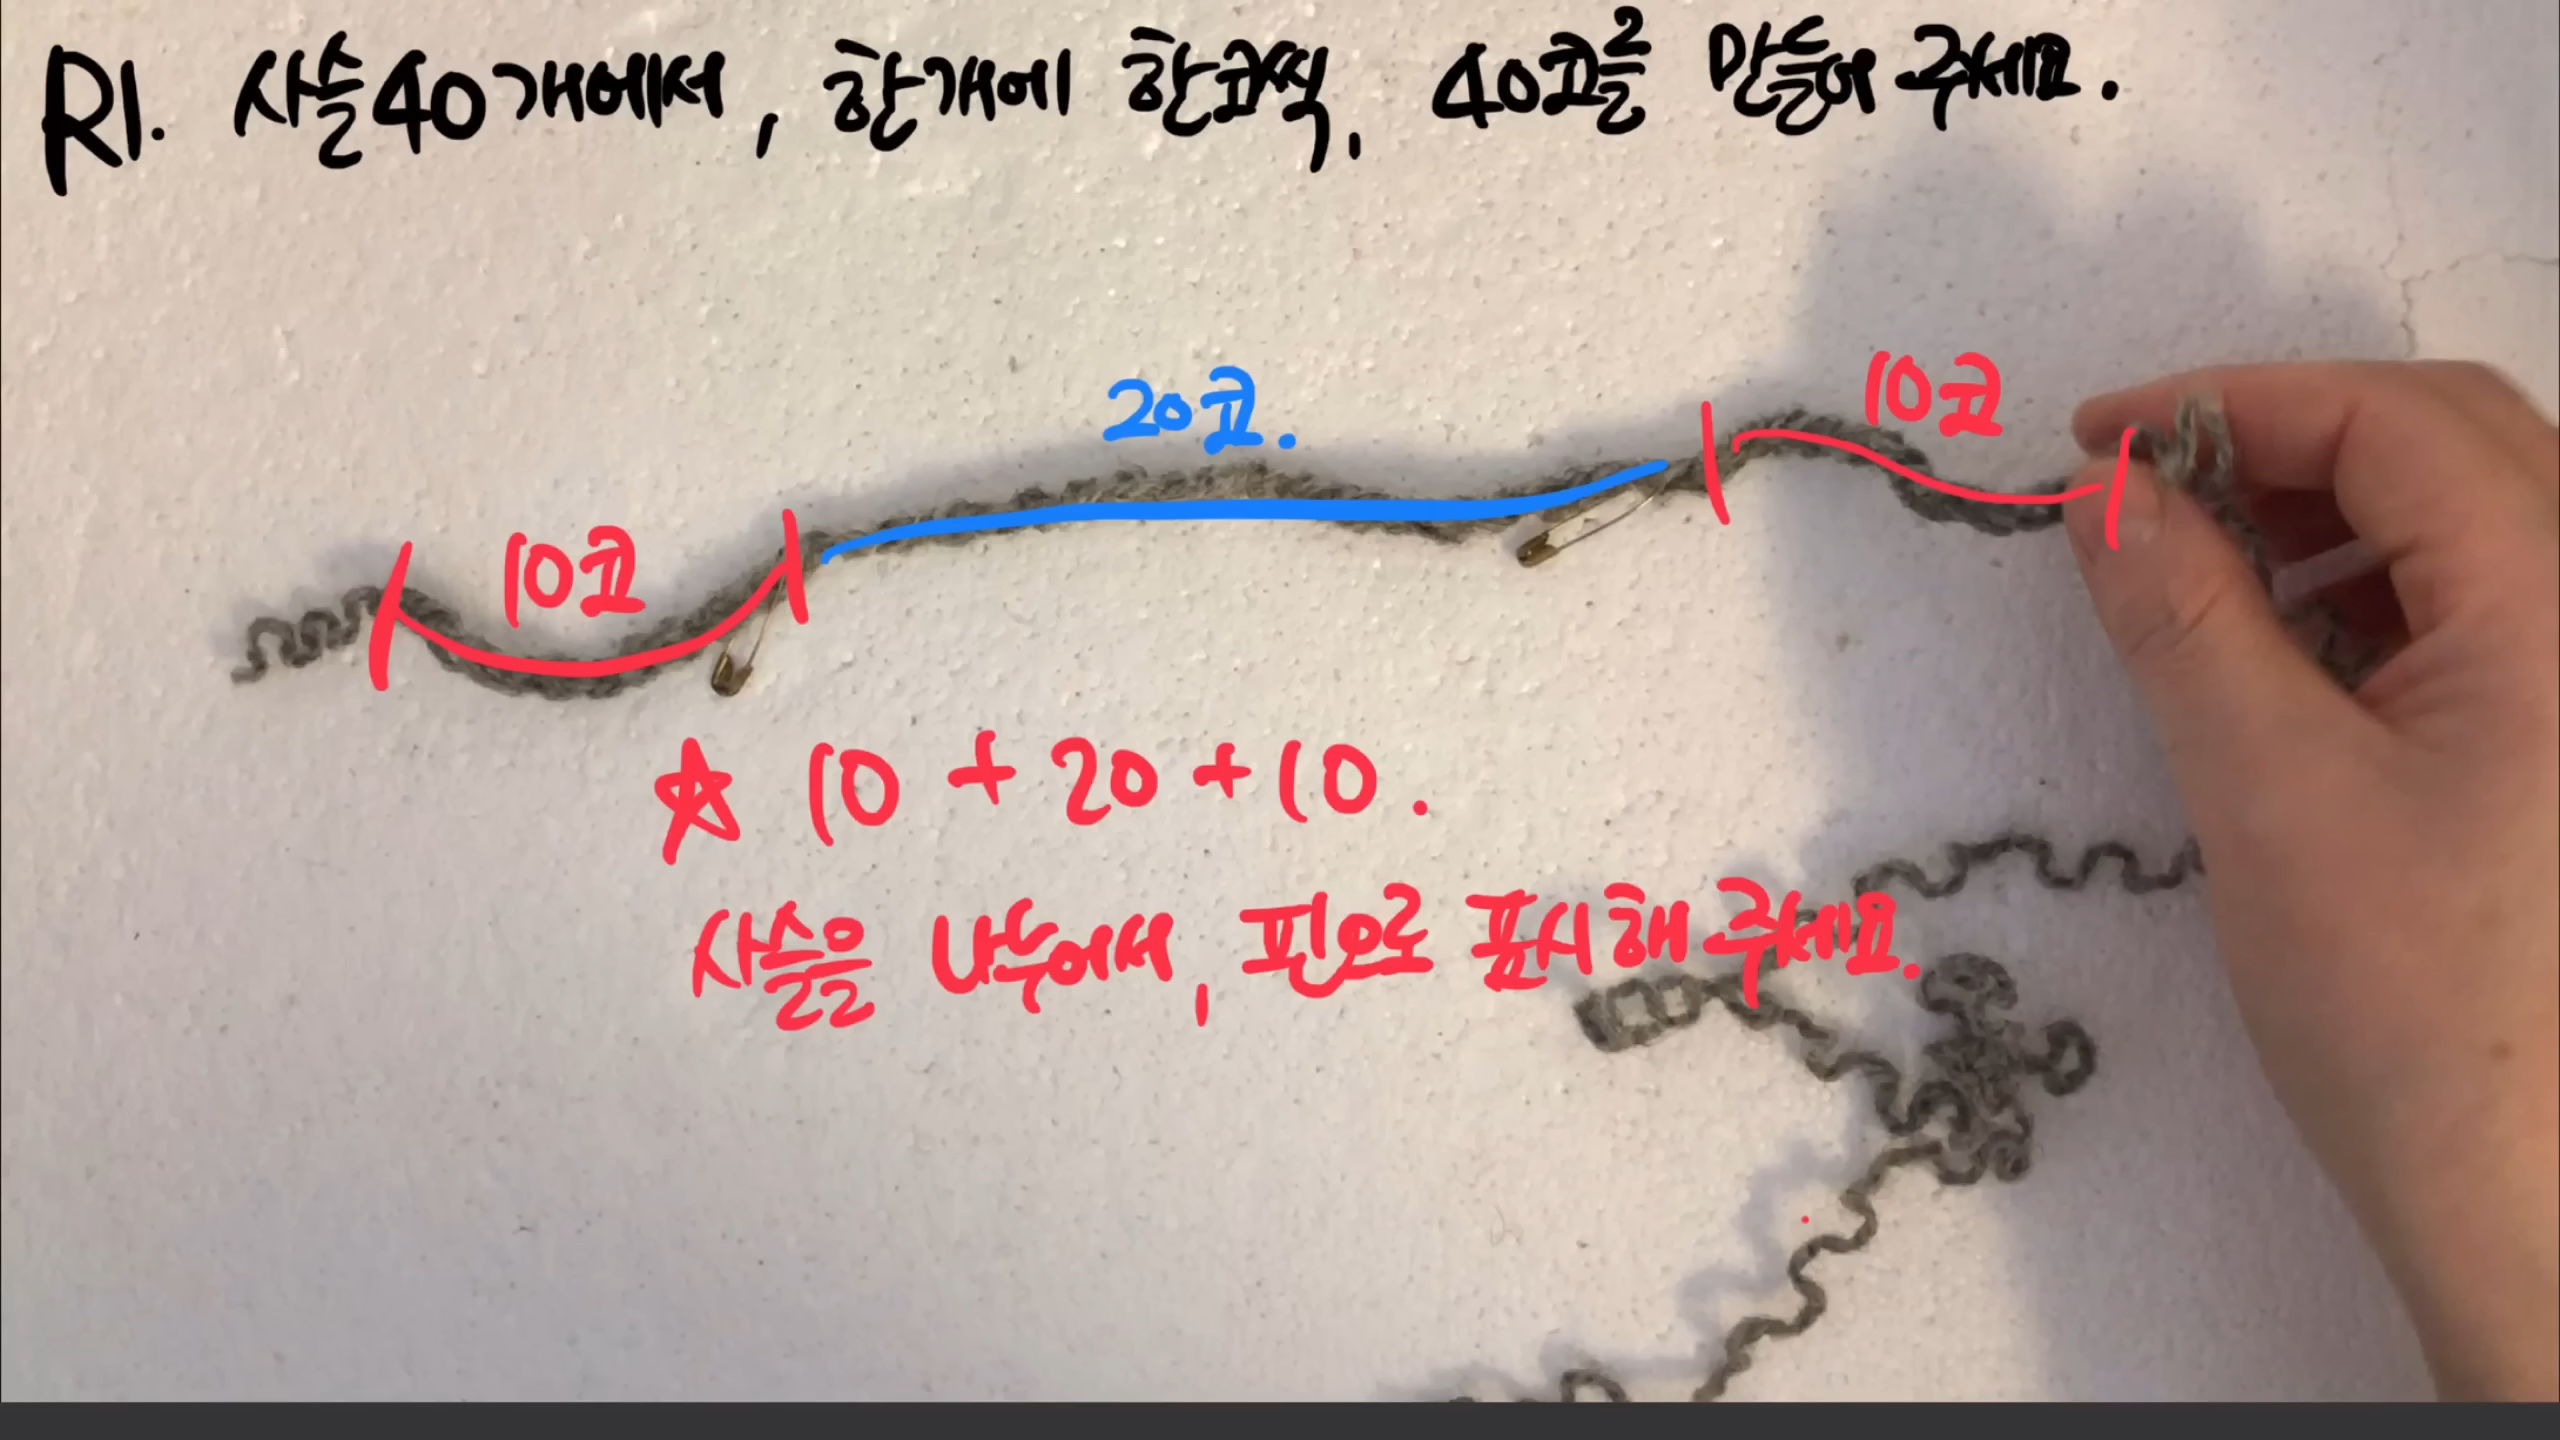 R1. 사슬40개에서, 한개에 한코씩, 40코를 만들어 주세요.
20코.
10코
10코
☆ 10 + 20 + 10.
사슬을 나누어서, 핀으로 표시해 주세요.